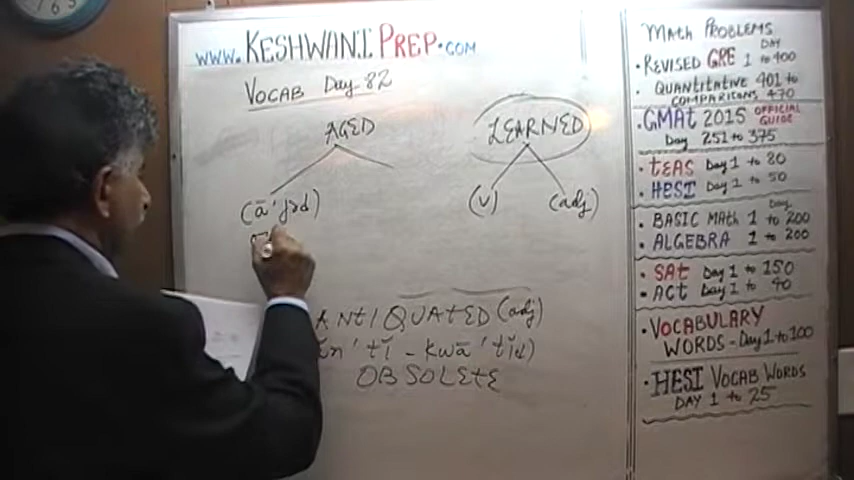 WWW.KESHWANIPREP.COM
VOCAB Day 82
AGED
LEARNED
(ā'jəd)
(v) (adj)
ANTIQUATED (adj)
ăn'tĭ-kwā'tĭd)
OBSOLETE
MATH PROBLEMS
DAY
• REVISED GRE 1 to 400
• QUANTITATIVE 401 to
COMPARISONS 470
• GMAT 2015 OFFICIAL GUIDE
Day 251 to 375
• TEAS Day 1 to 80
• HESI Day 1 to 50
Day
• BASIC MATH 1 to 200
• ALGEBRA 1 to 200
• SAT Day 1 to 150
• ACT Day 1 to 90
• VOCABULARY
WORDS - Day 1 to 100
• HESI VOCAB WORDS
DAY 1 to 25